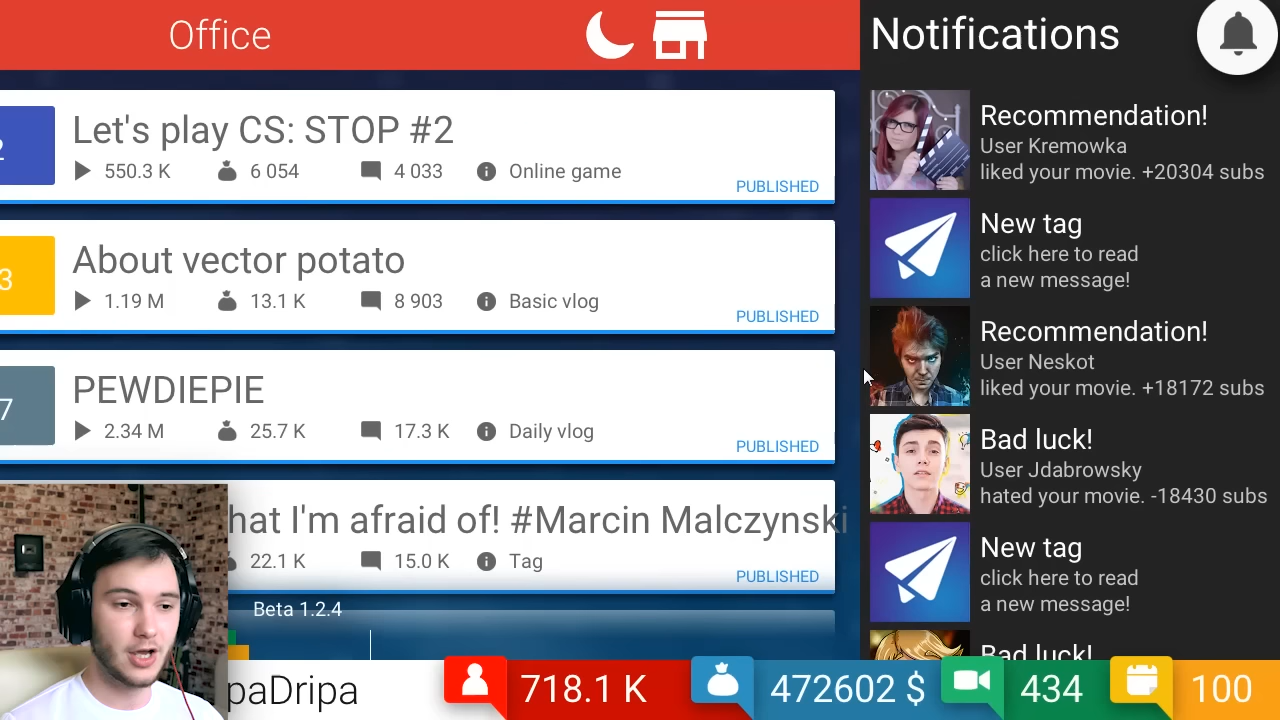 Office
Notifications
2
Let's play CS: STOP #2
550.3 K 6 054 4 033 Online game
PUBLISHED
3
About vector potato
1.19 M 13.1 K 8 903 Basic vlog
PUBLISHED
7
PEWDIEPIE
2.34 M 25.7 K 17.3 K Daily vlog
PUBLISHED
hat I'm afraid of! #Marcin Malczynski
22.1 K 15.0 K Tag
PUBLISHED
Beta 1.2.4
Recommendation!
User Kremowka
liked your movie. +20304 subs
New tag
click here to read
a new message!
Recommendation!
User Neskot
liked your movie. +18172 subs
Bad luck!
User Jdabrowsky
hated your movie. -18430 subs
New tag
click here to read
a new message!
Bad luck!
paDripa
718.1 K
472602 $
434
100